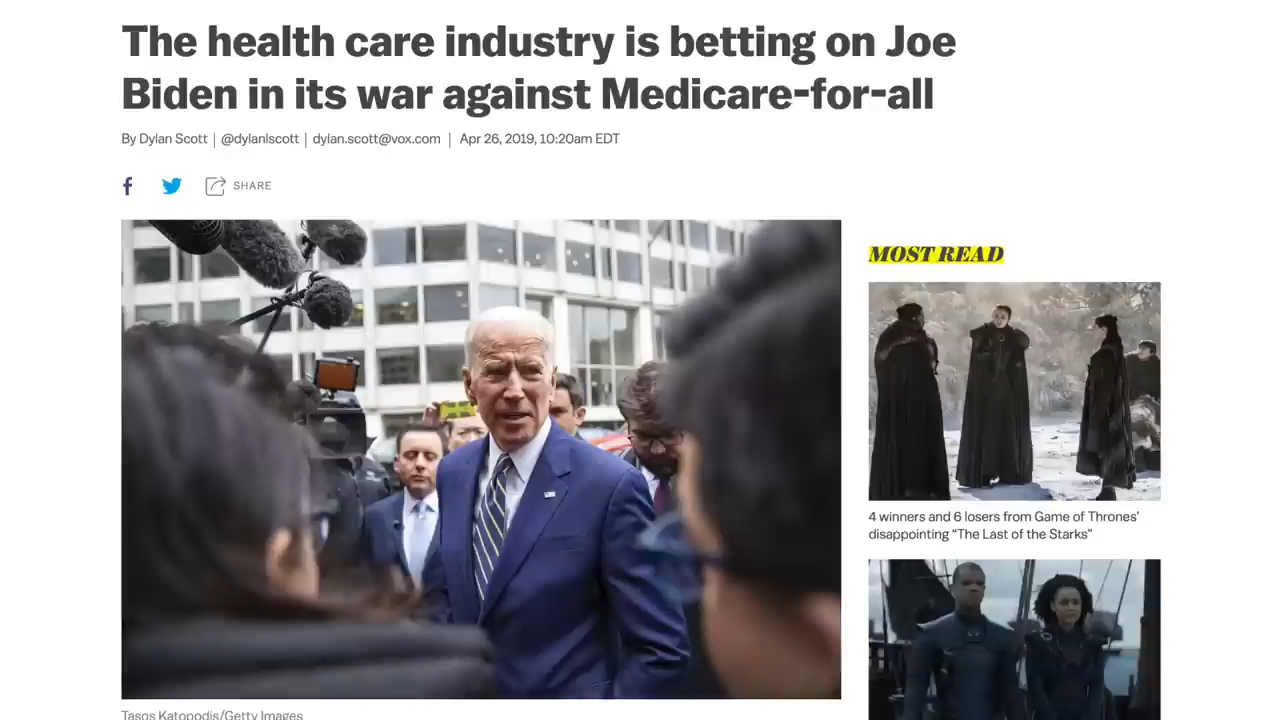 The health care industry is betting on Joe
Biden in its war against Medicare-for-all
By Dylan Scott | @dylanlscott | dylan.scott@vox.com | Apr 26, 2019, 10:20am EDT
SHARE
MOST READ
4 winners and 6 losers from Game of Thrones'
disappointing “The Last of the Starks”
Tasos Katopodis/Getty Images